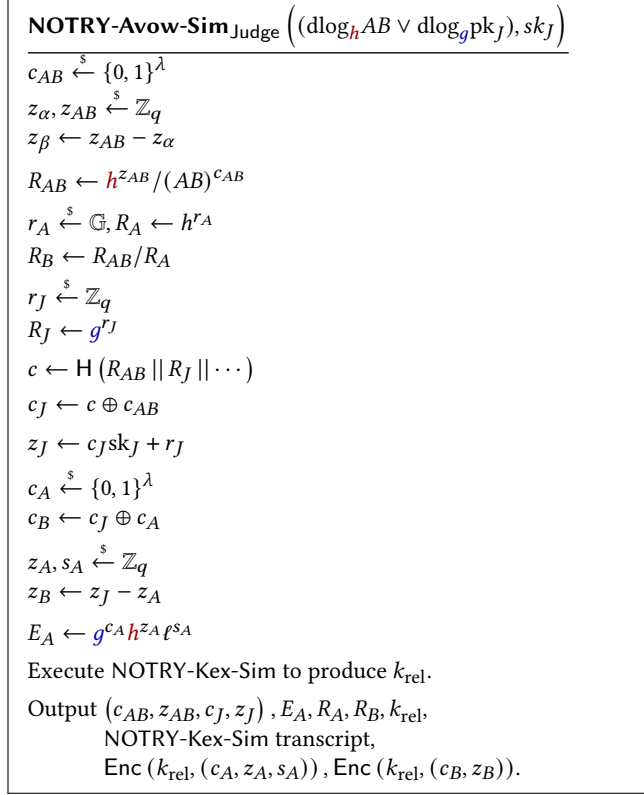 NOTRY-Avow-Sim_Judge ((dlog_h AB ∨ dlog_g pk_J), sk_J)
c_AB ←$ {0, 1}^λ
z_α, z_AB ←$ ℤ_q
z_β ← z_AB − z_α
R_AB ← h^{z_AB}/(AB)^{c_AB}
r_A ←$ 𝔾, R_A ← h^{r_A}
R_B ← R_AB/R_A
r_J ←$ ℤ_q
R_J ← g^{r_J}
c ← H (R_AB || R_J || ⋯)
c_J ← c ⊕ c_AB
z_J ← c_J sk_J + r_J
c_A ←$ {0, 1}^λ
c_B ← c_J ⊕ c_A
z_A, s_A ←$ ℤ_q
z_B ← z_J − z_A
E_A ← g^{c_A} h^{z_A} ℓ^{s_A}
Execute NOTRY-Kex-Sim to produce k_rel.
Output (c_AB, z_AB, c_J, z_J) , E_A, R_A, R_B, k_rel,
NOTRY-Kex-Sim transcript,
Enc (k_rel, (c_A, z_A, s_A)) , Enc (k_rel, (c_B, z_B)).